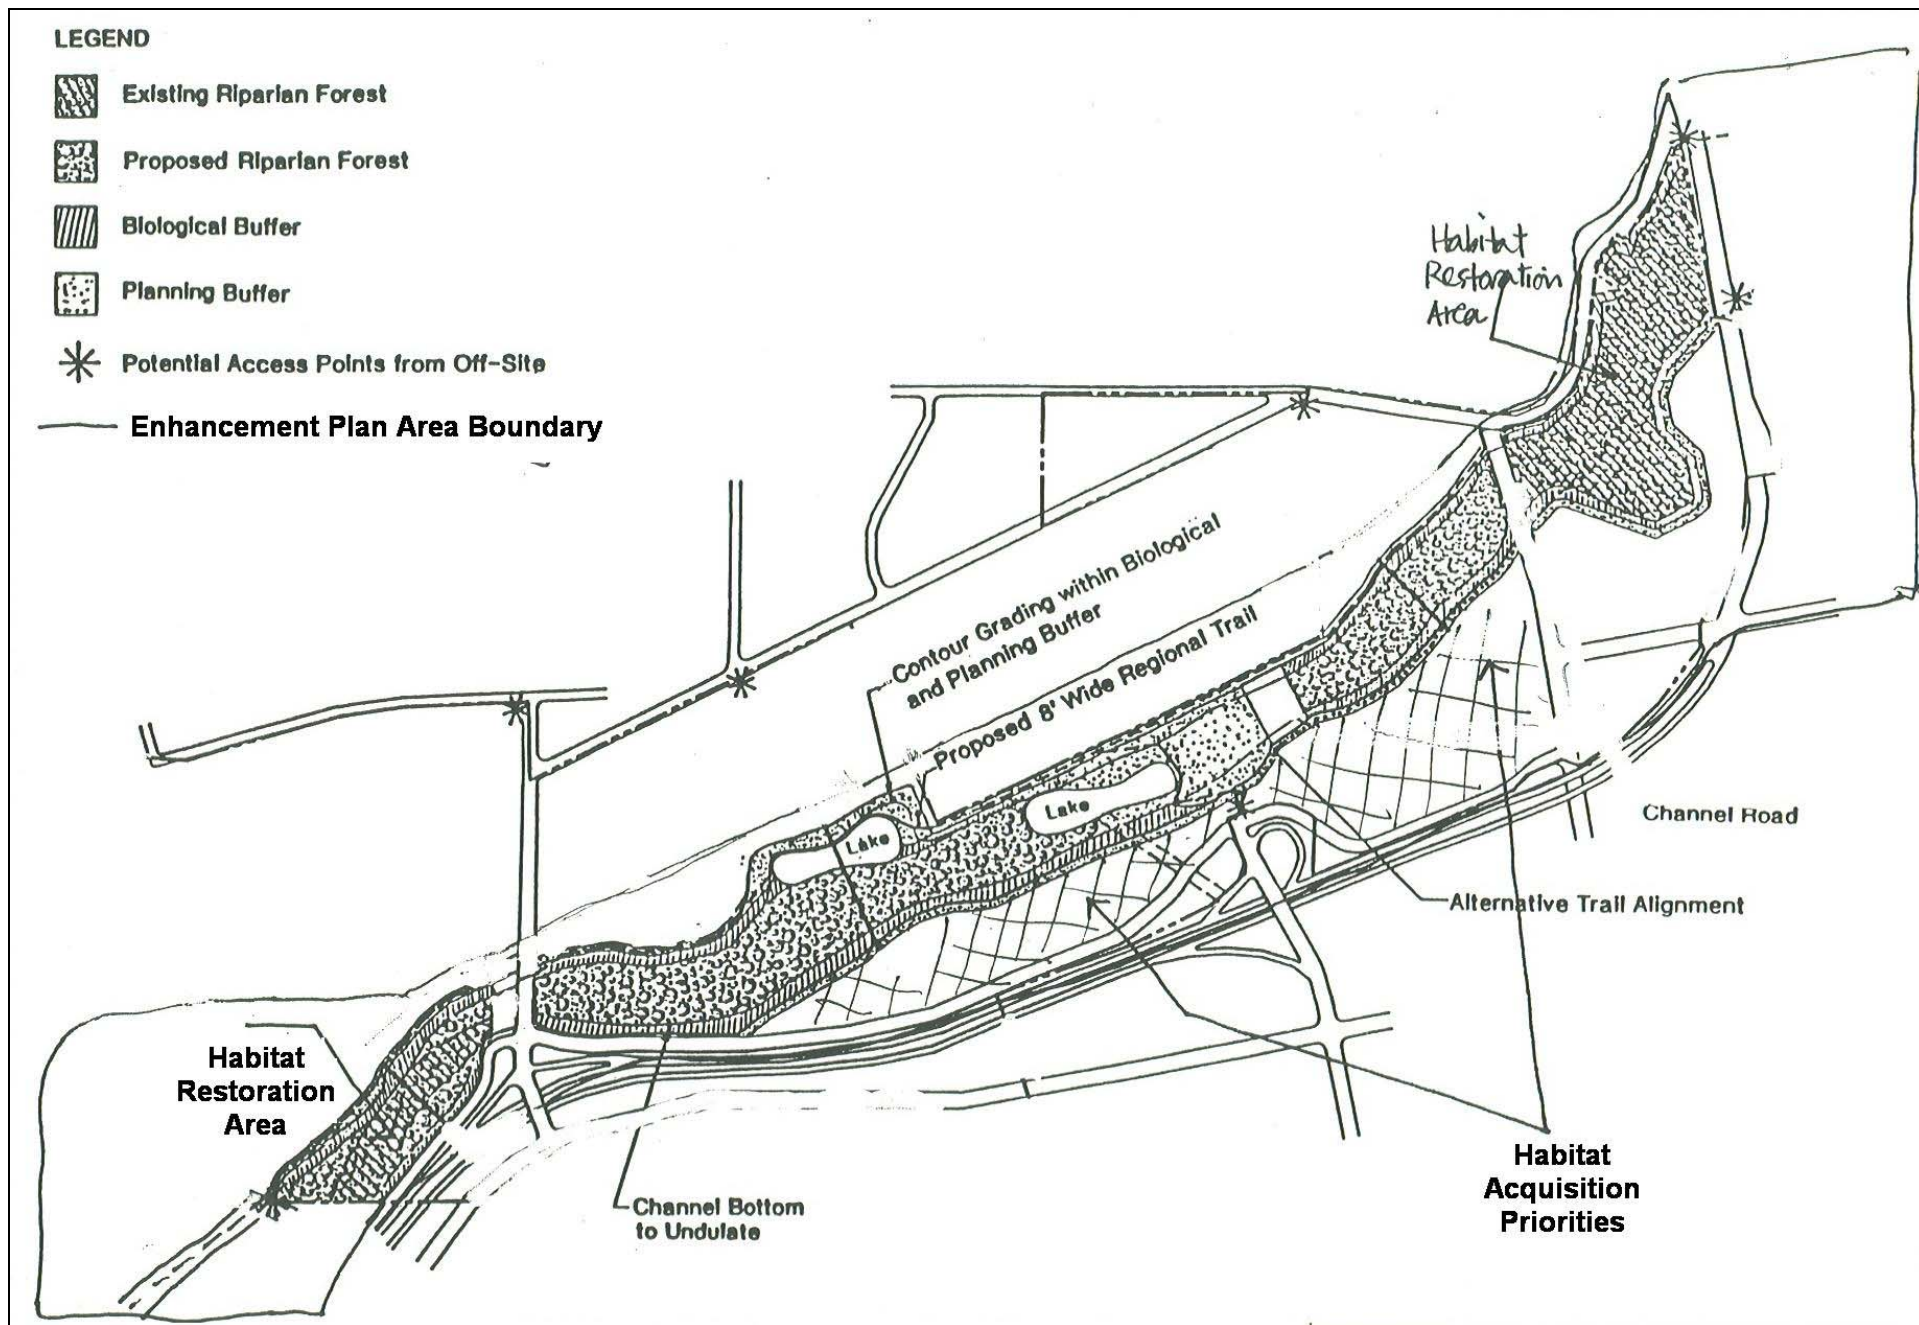 LEGEND
Existing Riparian Forest
Proposed Riparian Forest
Biological Buffer
Planning Buffer
Potential Access Points from Off-Site
Enhancement Plan Area Boundary
Habitat
Restoration
Area
Contour Grading within Biological
and Planning Buffer
Proposed 8' Wide Regional Trail
Lake
Lake
Channel Road
Alternative Trail Alignment
Habitat
Restoration
Area
Channel Bottom
to Undulate
Habitat
Acquisition
Priorities